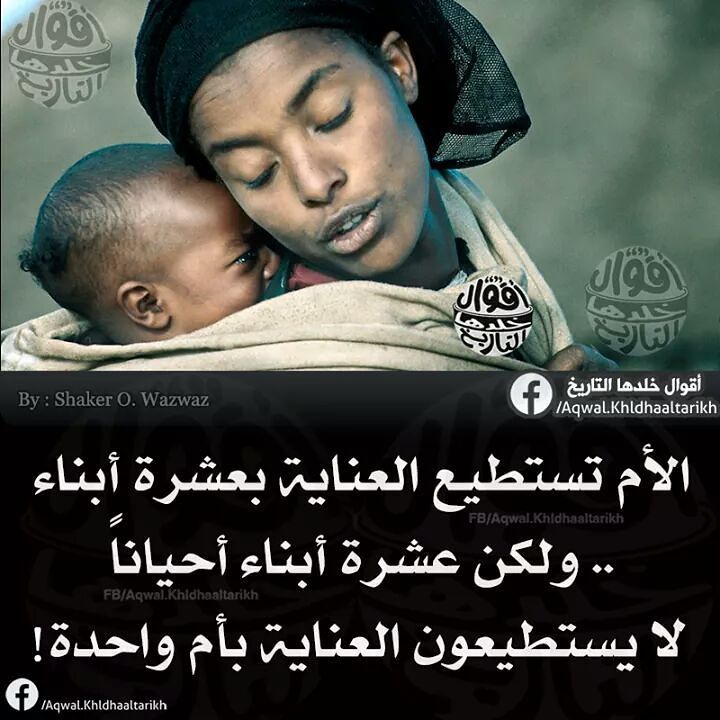 أقوال
خلدها
التاريخ
أقوال
خلدها
التاريخ
أقوال
خلدها
التاريخ
By : Shaker O. Wazwaz
أقوال خلدها التاريخ
/Aqwal.Khldhaaltarikh
الأم تستطيع العناية بعشرة أبناء
FB/Aqwal.Khldhaaltarikh
.. ولكن عشرة أبناء أحياناً
FB/Aqwal.Khldhaaltarikh
لا يستطيعون العناية بأم واحدة!
/Aqwal.Khldhaaltarikh